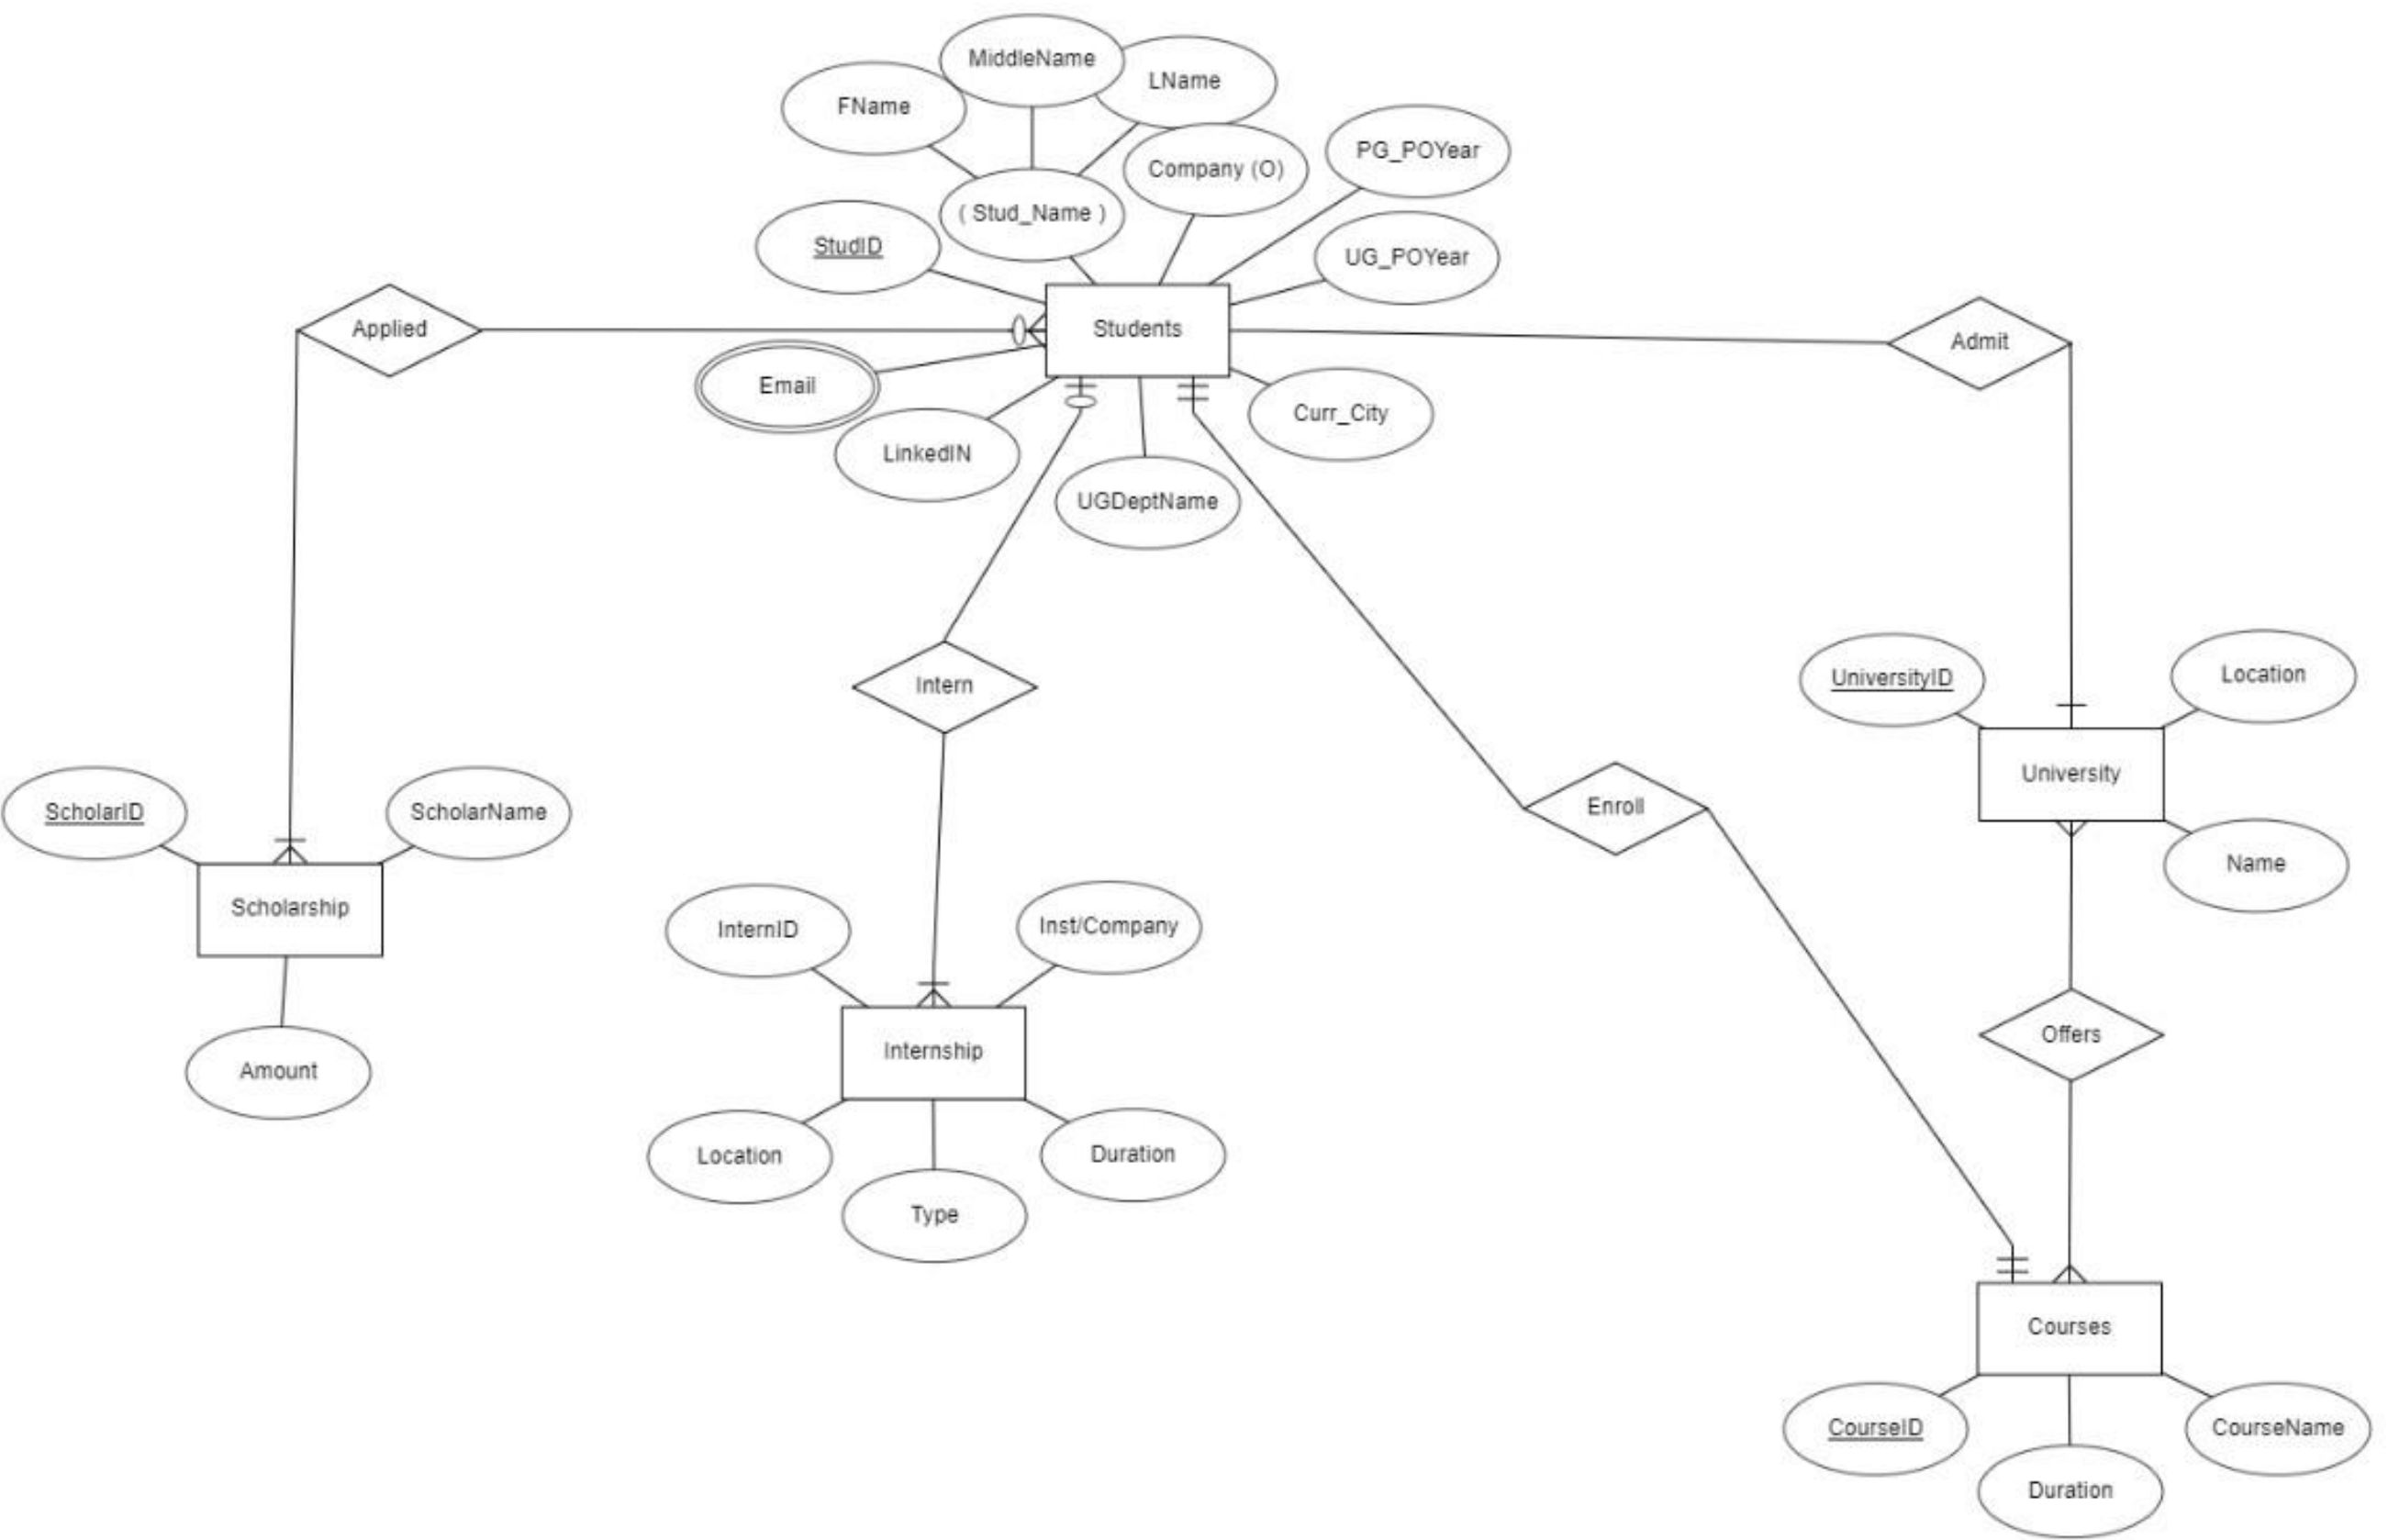 MiddleName
LName
FName
Company (O)
PG_POYear
( Stud_Name )
StudID
UG_POYear
Applied
Students
Admit
Email
Curr_City
LinkedIN
UGDeptName
Intern
UniversityID
Location
University
Enroll
Name
ScholarID
ScholarName
Scholarship
InternID
Inst/Company
Offers
Amount
Internship
Location
Duration
Type
Courses
CourseID
CourseName
Duration